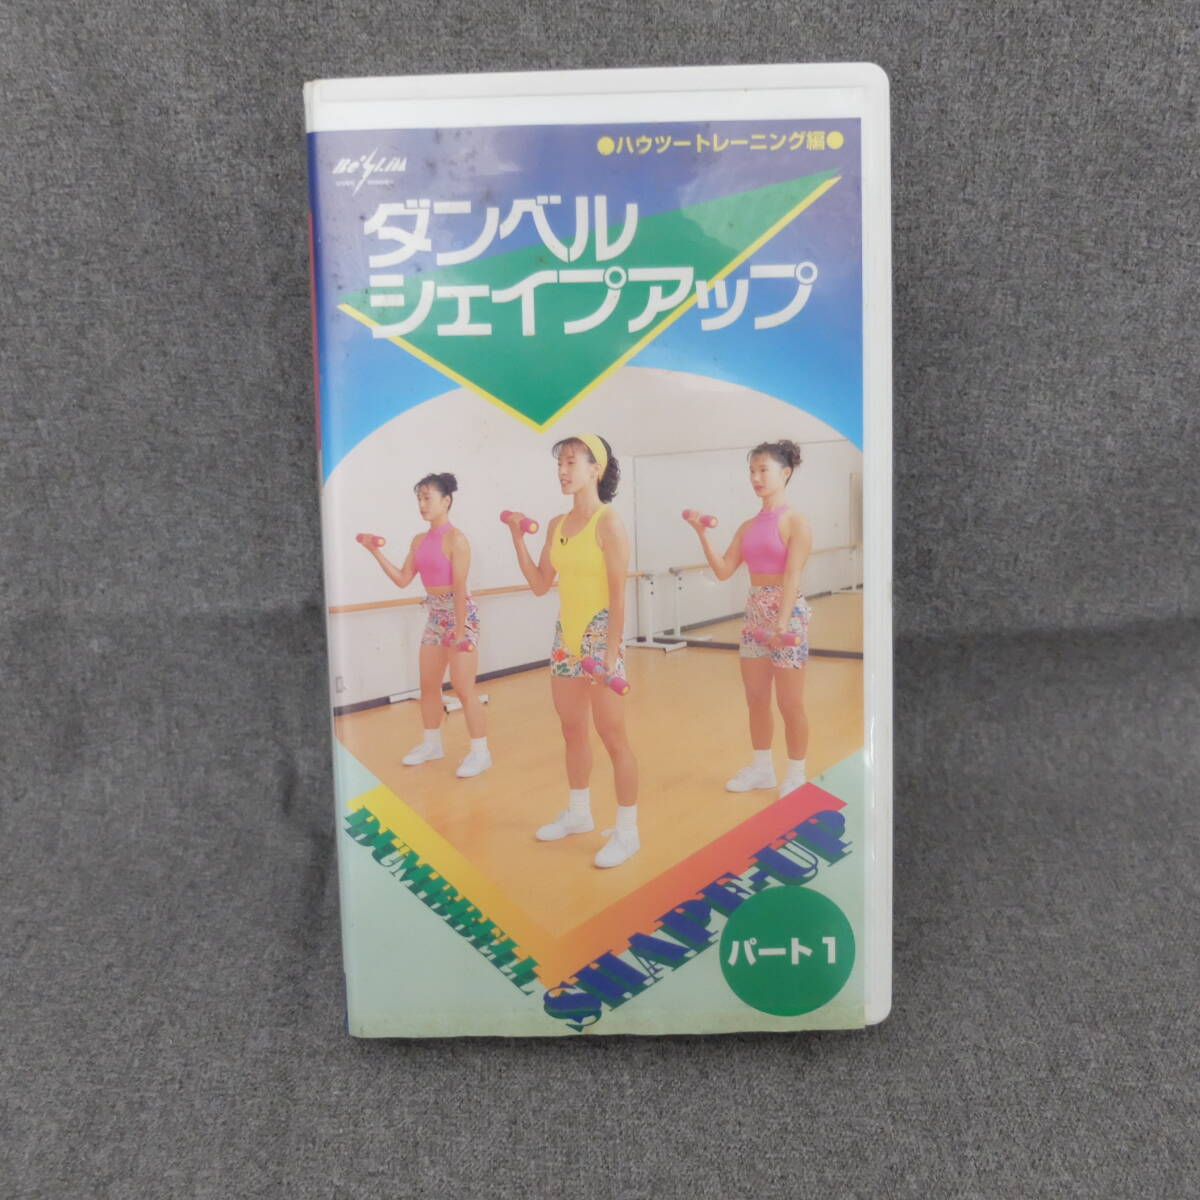 ●ハウツートレーニング編●
ダンベル
シェイプアップ
DUMBBELL
SHAPE-UP
パート1